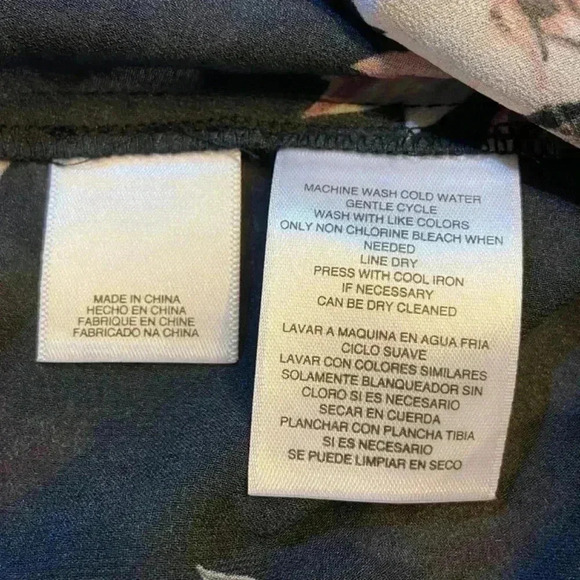 MADE IN CHINA
HECHO EN CHINA
FABRIQUE EN CHINE
FABRICADO NA CHINA
MACHINE WASH COLD WATER
GENTLE CYCLE
WASH WITH LIKE COLORS
ONLY NON CHLORINE BLEACH WHEN
NEEDED
LINE DRY
PRESS WITH COOL IRON
IF NECESSARY
CAN BE DRY CLEANED
LAVAR A MAQUINA EN AGUA FRIA
CICLO SUAVE
LAVAR CON COLORES SIMILARES
SOLAMENTE BLANQUEADOR SIN
CLORO SI ES NECESARIO
SECAR EN CUERDA
PLANCHAR CON PLANCHA TIBIA
SI ES NECESARIO
SE PUEDE LIMPIAR EN SECO